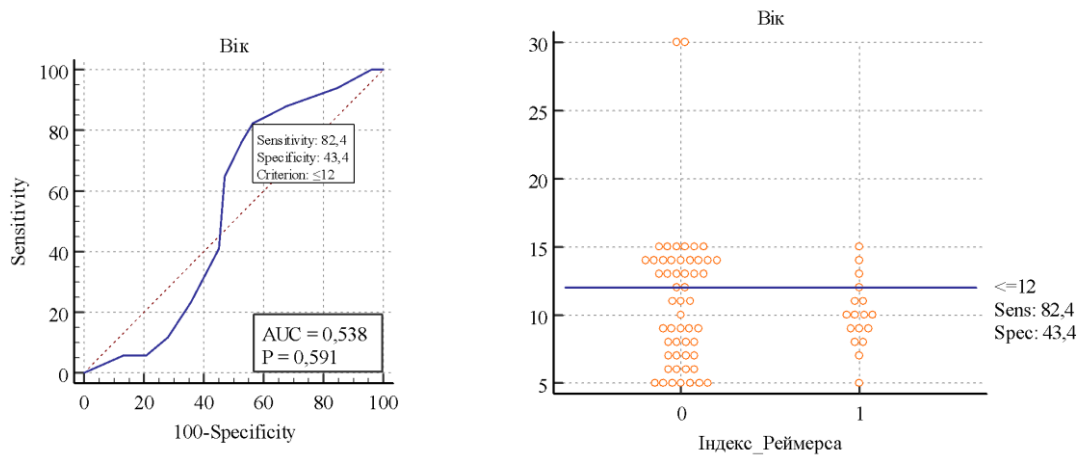 Вік
100
80
60
40
20
0
Sensitivity
Sensitivity: 82,4
Specificity: 43,4
Criterion: ≤12
AUC = 0,538
P = 0,591
0 20 40 60 80 100
100-Specificity
Вік
30
25
20
15
10
5
<=12
Sens: 82,4
Spec: 43,4
0 1
Індекс_Реймерса